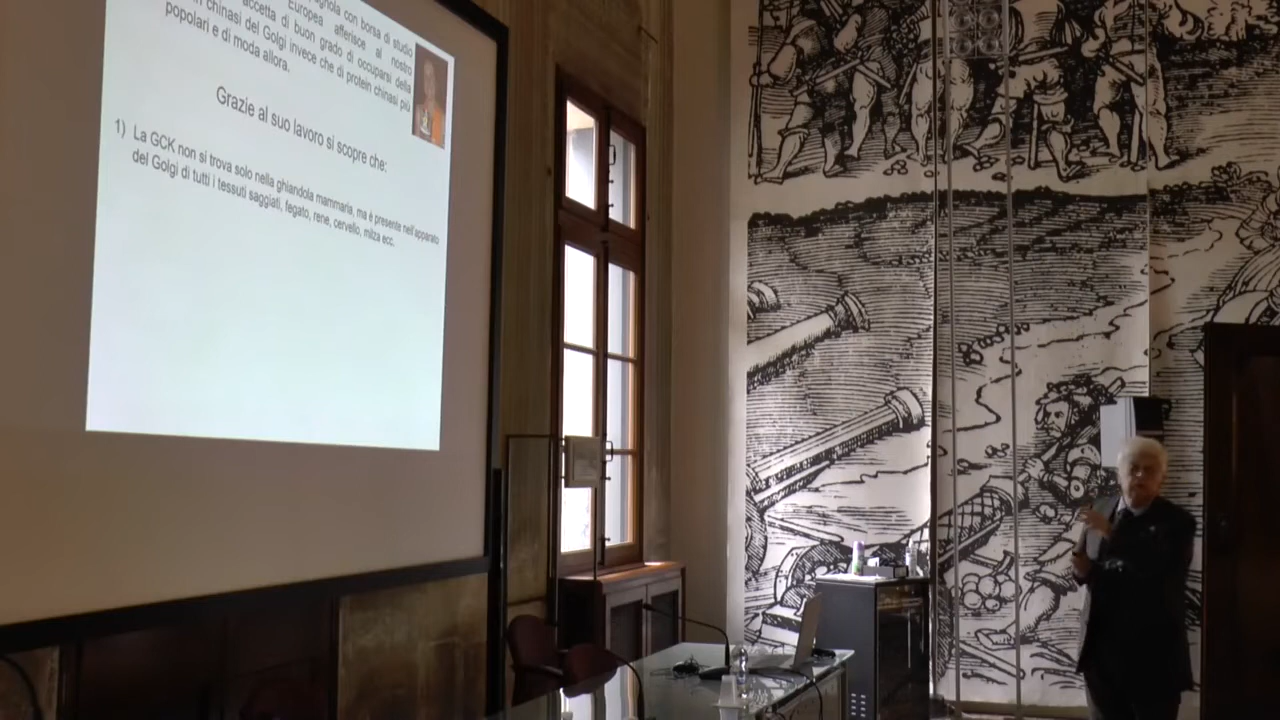 agnola con borsa di studio
Europea afferisce al nostro
accetta di buon grado di occuparsi della
chinasi del Golgi invece che di protein chinasi più
popolari e di moda allora.
Grazie al suo lavoro si scopre che:
1) La GCK non si trova solo nella ghiandola mammaria, ma é presente nell'apparato
del Golgi di tutti i tessuti saggiati, fegato, rene, cervello, milza ecc.